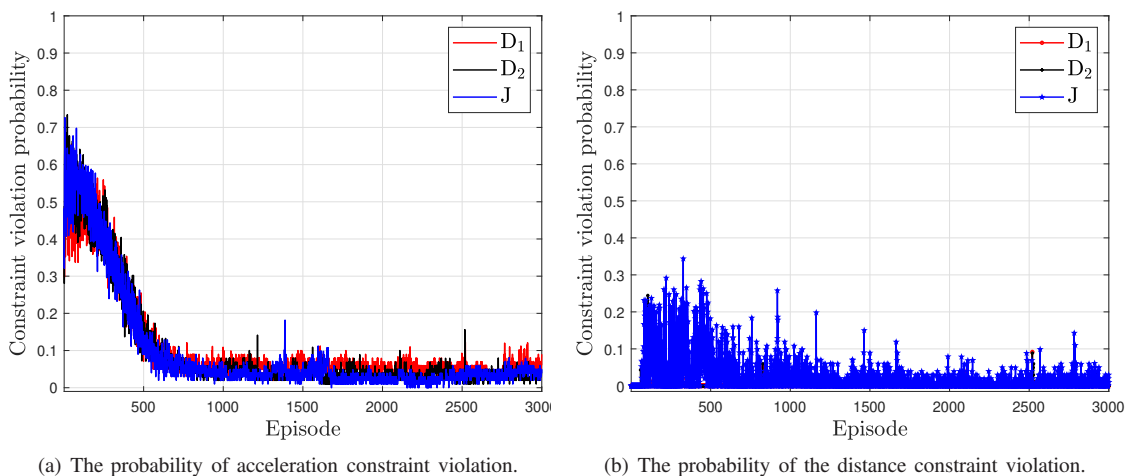 Constraint violation probability
1
0.9
0.8
0.7
0.6
0.5
0.4
0.3
0.2
0.1
0
500
1000
1500
2000
2500
3000
Episode
D1
D2
J
(a) The probability of acceleration constraint violation.
Constraint violation probability
1
0.9
0.8
0.7
0.6
0.5
0.4
0.3
0.2
0.1
0
500
1000
1500
2000
2500
3000
Episode
D1
D2
J
(b) The probability of the distance constraint violation.